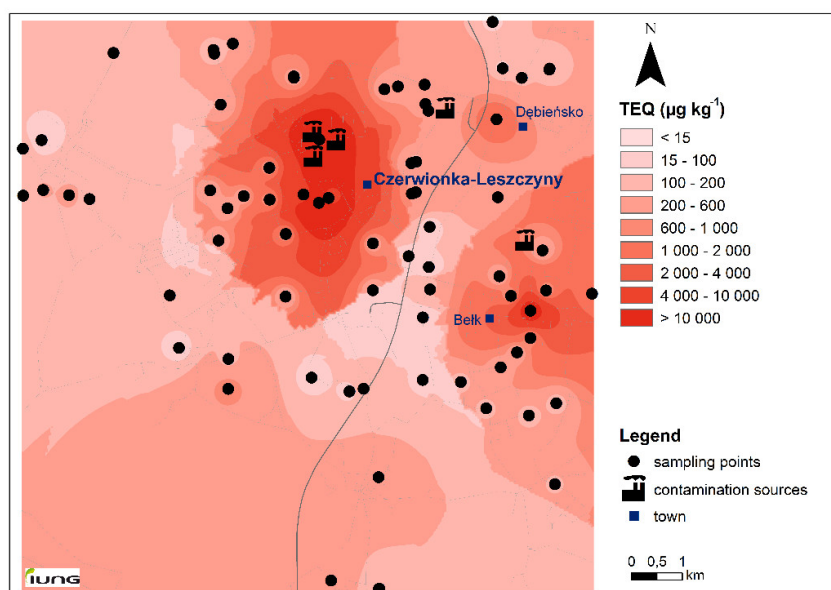 N
TEQ (µg kg⁻¹)
< 15
15 - 100
100 - 200
200 - 600
600 - 1 000
1 000 - 2 000
2 000 - 4 000
4 000 - 10 000
> 10 000
Dębieńsko
Czerwionka-Leszczyny
Bełk
Legend
sampling points
contamination sources
town
0 0,5 1
km
IUNG